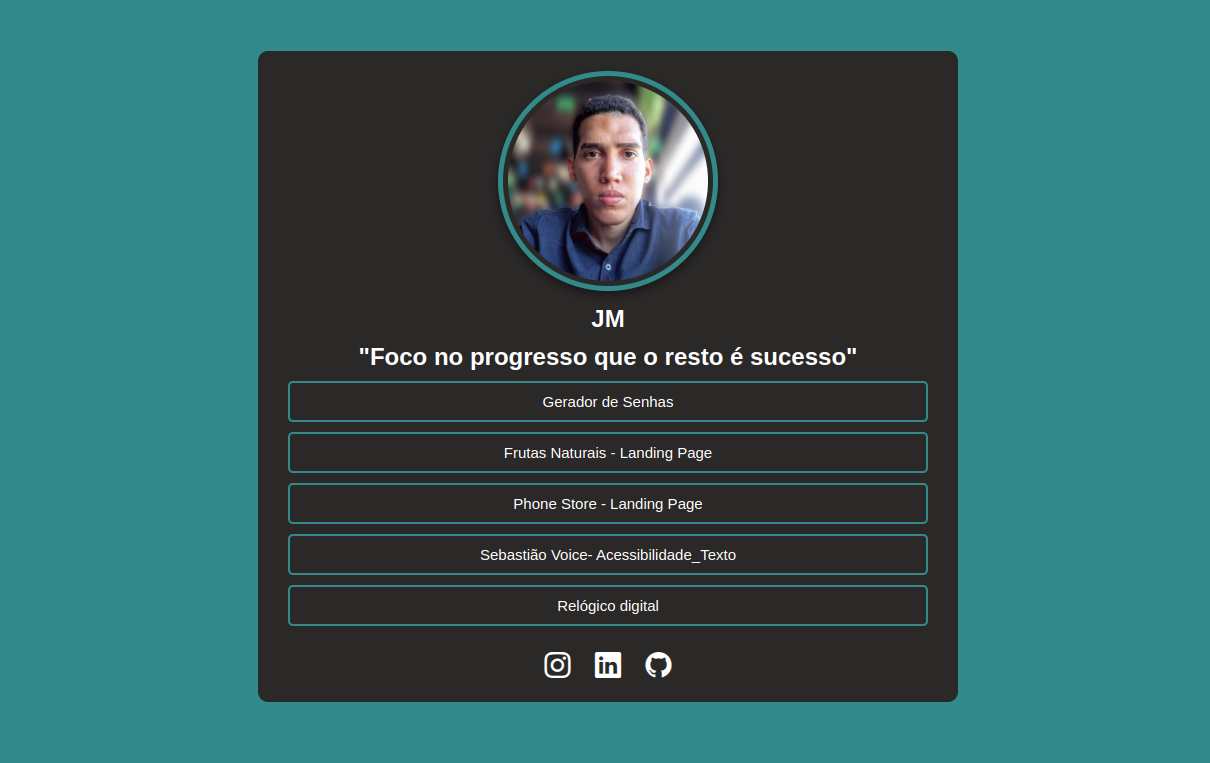 JM
"Foco no progresso que o resto é sucesso"
Gerador de Senhas
Frutas Naturais - Landing Page
Phone Store - Landing Page
Sebastião Voice- Acessibilidade_Texto
Relógico digital
in